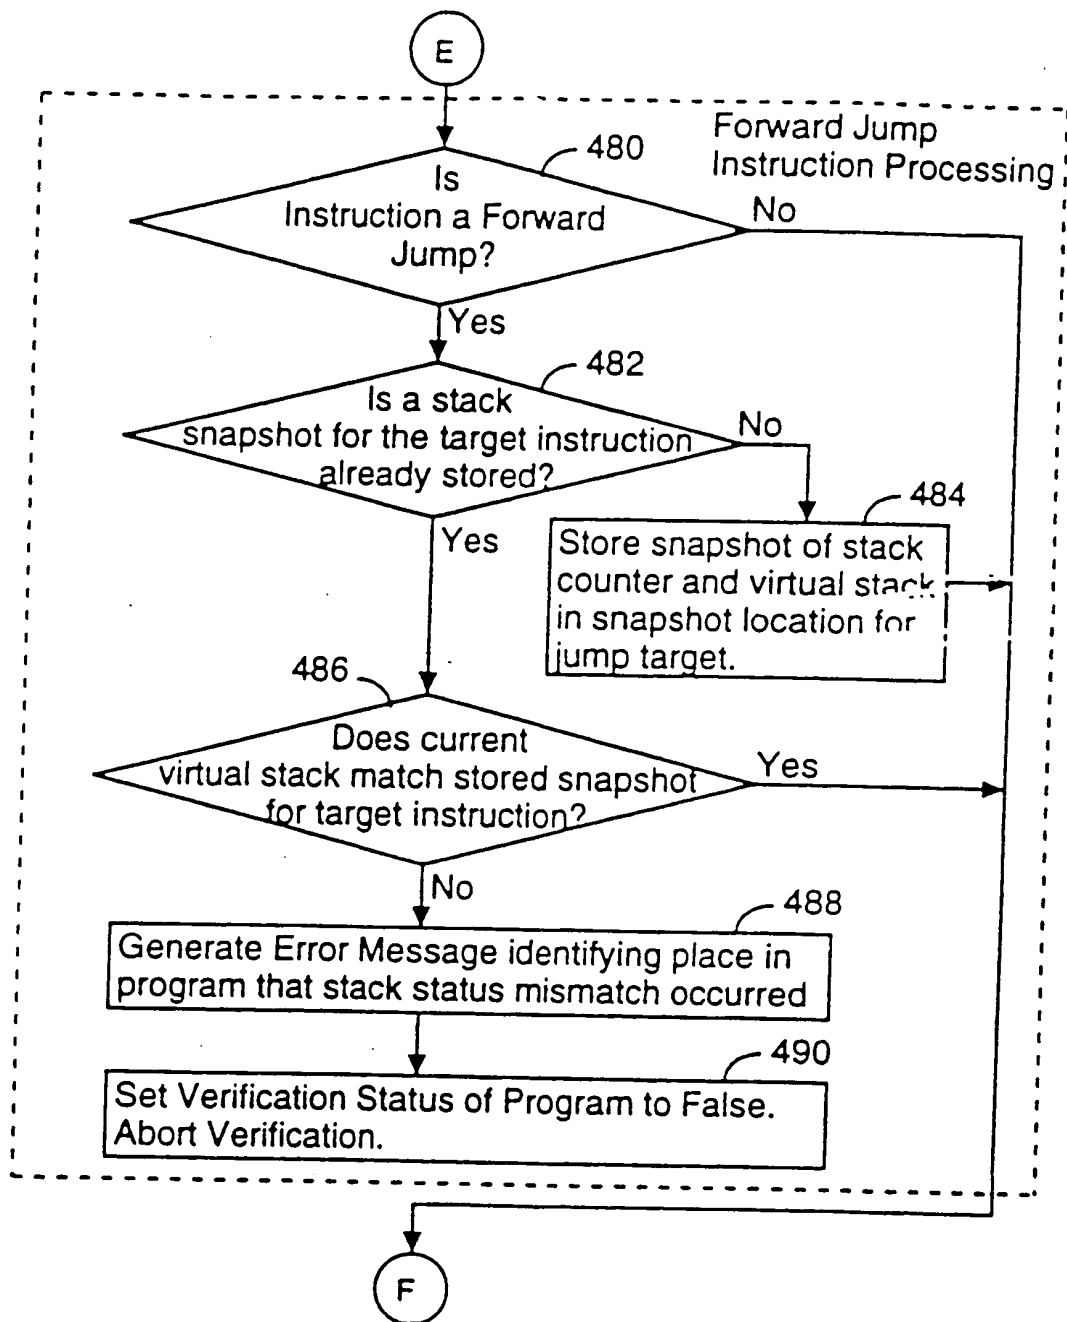 E
Forward Jump
Instruction Processing
480
Is
Instruction a Forward
Jump?
No
Yes
482
Is a stack
snapshot for the target instruction
already stored?
No
Yes
484
Store snapshot of stack
counter and virtual stack
in snapshot location for
jump target.
486
Does current
virtual stack match stored snapshot
for target instruction?
Yes
No
488
Generate Error Message identifying place in
program that stack status mismatch occurred
490
Set Verification Status of Program to False.
Abort Verification.
F